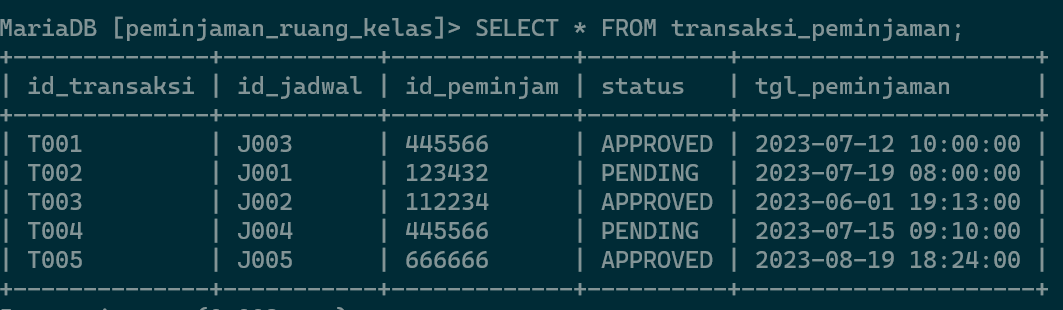 MariaDB [peminjaman_ruang_kelas]> SELECT * FROM transaksi_peminjaman;
+--------------+-----------+-------------+----------+---------------------+
| id_transaksi | id_jadwal | id_peminjam | status | tgl_peminjaman |
+--------------+-----------+-------------+----------+---------------------+
| T001 | J003 | 445566 | APPROVED | 2023-07-12 10:00:00 |
| T002 | J001 | 123432 | PENDING | 2023-07-19 08:00:00 |
| T003 | J002 | 112234 | APPROVED | 2023-06-01 19:13:00 |
| T004 | J004 | 445566 | PENDING | 2023-07-15 09:10:00 |
| T005 | J005 | 666666 | APPROVED | 2023-08-19 18:24:00 |
+--------------+-----------+-------------+----------+---------------------+